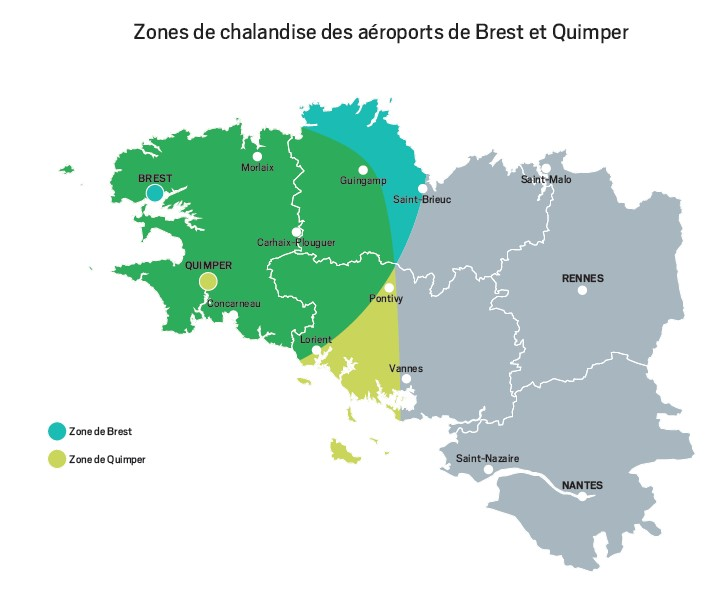 Zones de chalandise des aéroports de Brest et Quimper
Morlaix
BREST
Guingamp
Saint-Malo
Saint-Brieuc
Carhaix-Plouguer
QUIMPER
RENNES
Pontivy
Concarneau
Lorient
Vannes
Zone de Brest
Zone de Quimper
Saint-Nazaire
NANTES